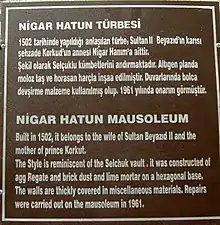 NİGAR HATUN TÜRBESİ
1502 tarihinde yapıldığı anlaşılan türbe; Sultan II Beyazıd'ın karısı
şehzade Korkud'un annesi Nigar Hanım'a aittir.
Şekil olarak Selçuklu kümbetlerini andırmaktadır. Altıgen planda
moloz taş ve horasan harçla inşa edilmiştir. Duvarlarında bolca
devşirme malzeme kullanılmış olup. 1961 yılında onarım görmüştür.
NİGAR HATUN MAUSOLEUM
Built in 1502, it belongs to the wife of Sultan Beyazıd II and the
mother of prince Korkut.
The Style is reminiscent of the Selchuk vault . it was constructed of
agg Regate and brick dust and lime mortar on a hexagonal base.
The walls are thickly covered in miscellaneous materials. Repairs
were carried out on the mausoleum in 1961.